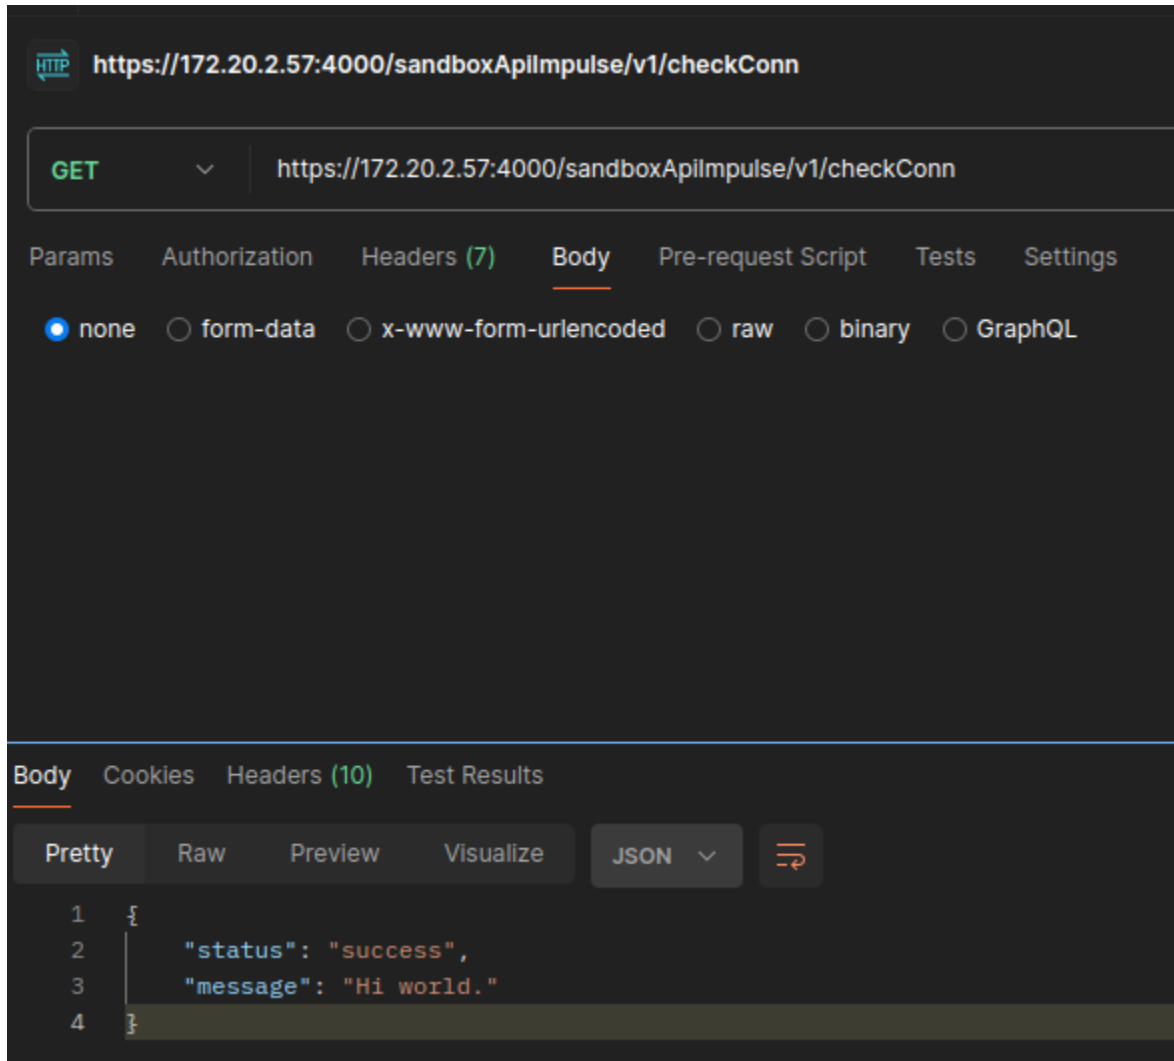 HTTP https://172.20.2.57:4000/sandboxApiImpulse/v1/checkConn
GET https://172.20.2.57:4000/sandboxApiImpulse/v1/checkConn
Params Authorization Headers (7) Body Pre-request Script Tests Settings
none form-data x-www-form-urlencoded raw binary GraphQL
Body Cookies Headers (10) Test Results
Pretty Raw Preview Visualize JSON
1 {
2 "status": "success",
3 "message": "Hi world."
4 }